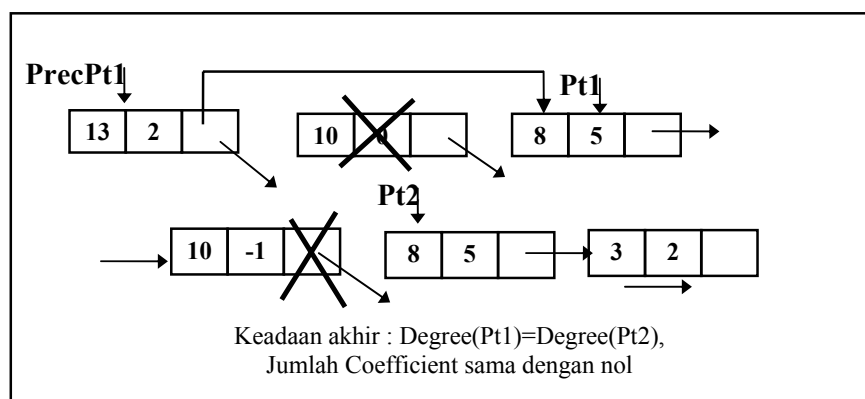 PrecPt1
Pt1
13 2
10 0
8 5
Pt2
10 -1
8 5
3 2
Keadaan akhir : Degree(Pt1)=Degree(Pt2),
Jumlah Coefficient sama dengan nol